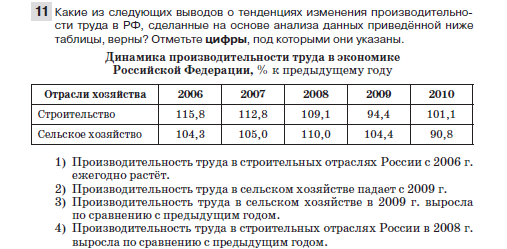 11 Какие из следующих выводов о тенденциях изменения производительно-
сти труда в РФ, сделанные на основе анализа данных приведённой ниже
таблицы, верны? Отметьте цифры, под которыми они указаны.
Динамика производительности труда в экономике
Российской Федерации, % к предыдущему году
Отрасли хозяйства 2006 2007 2008 2009 2010
Строительство 115,8 112,8 109,1 94,4 101,1
Сельское хозяйство 104,3 105,0 110,0 104,4 90,8
1) Производительность труда в строительных отраслях России с 2006 г.
ежегодно растёт.
2) Производительность труда в сельском хозяйстве падает с 2009 г.
3) Производительность труда в сельском хозяйстве в 2009 г. выросла
по сравнению с предыдущим годом.
4) Производительность труда в строительных отраслях России в 2008 г.
выросла по сравнению с предыдущим годом.